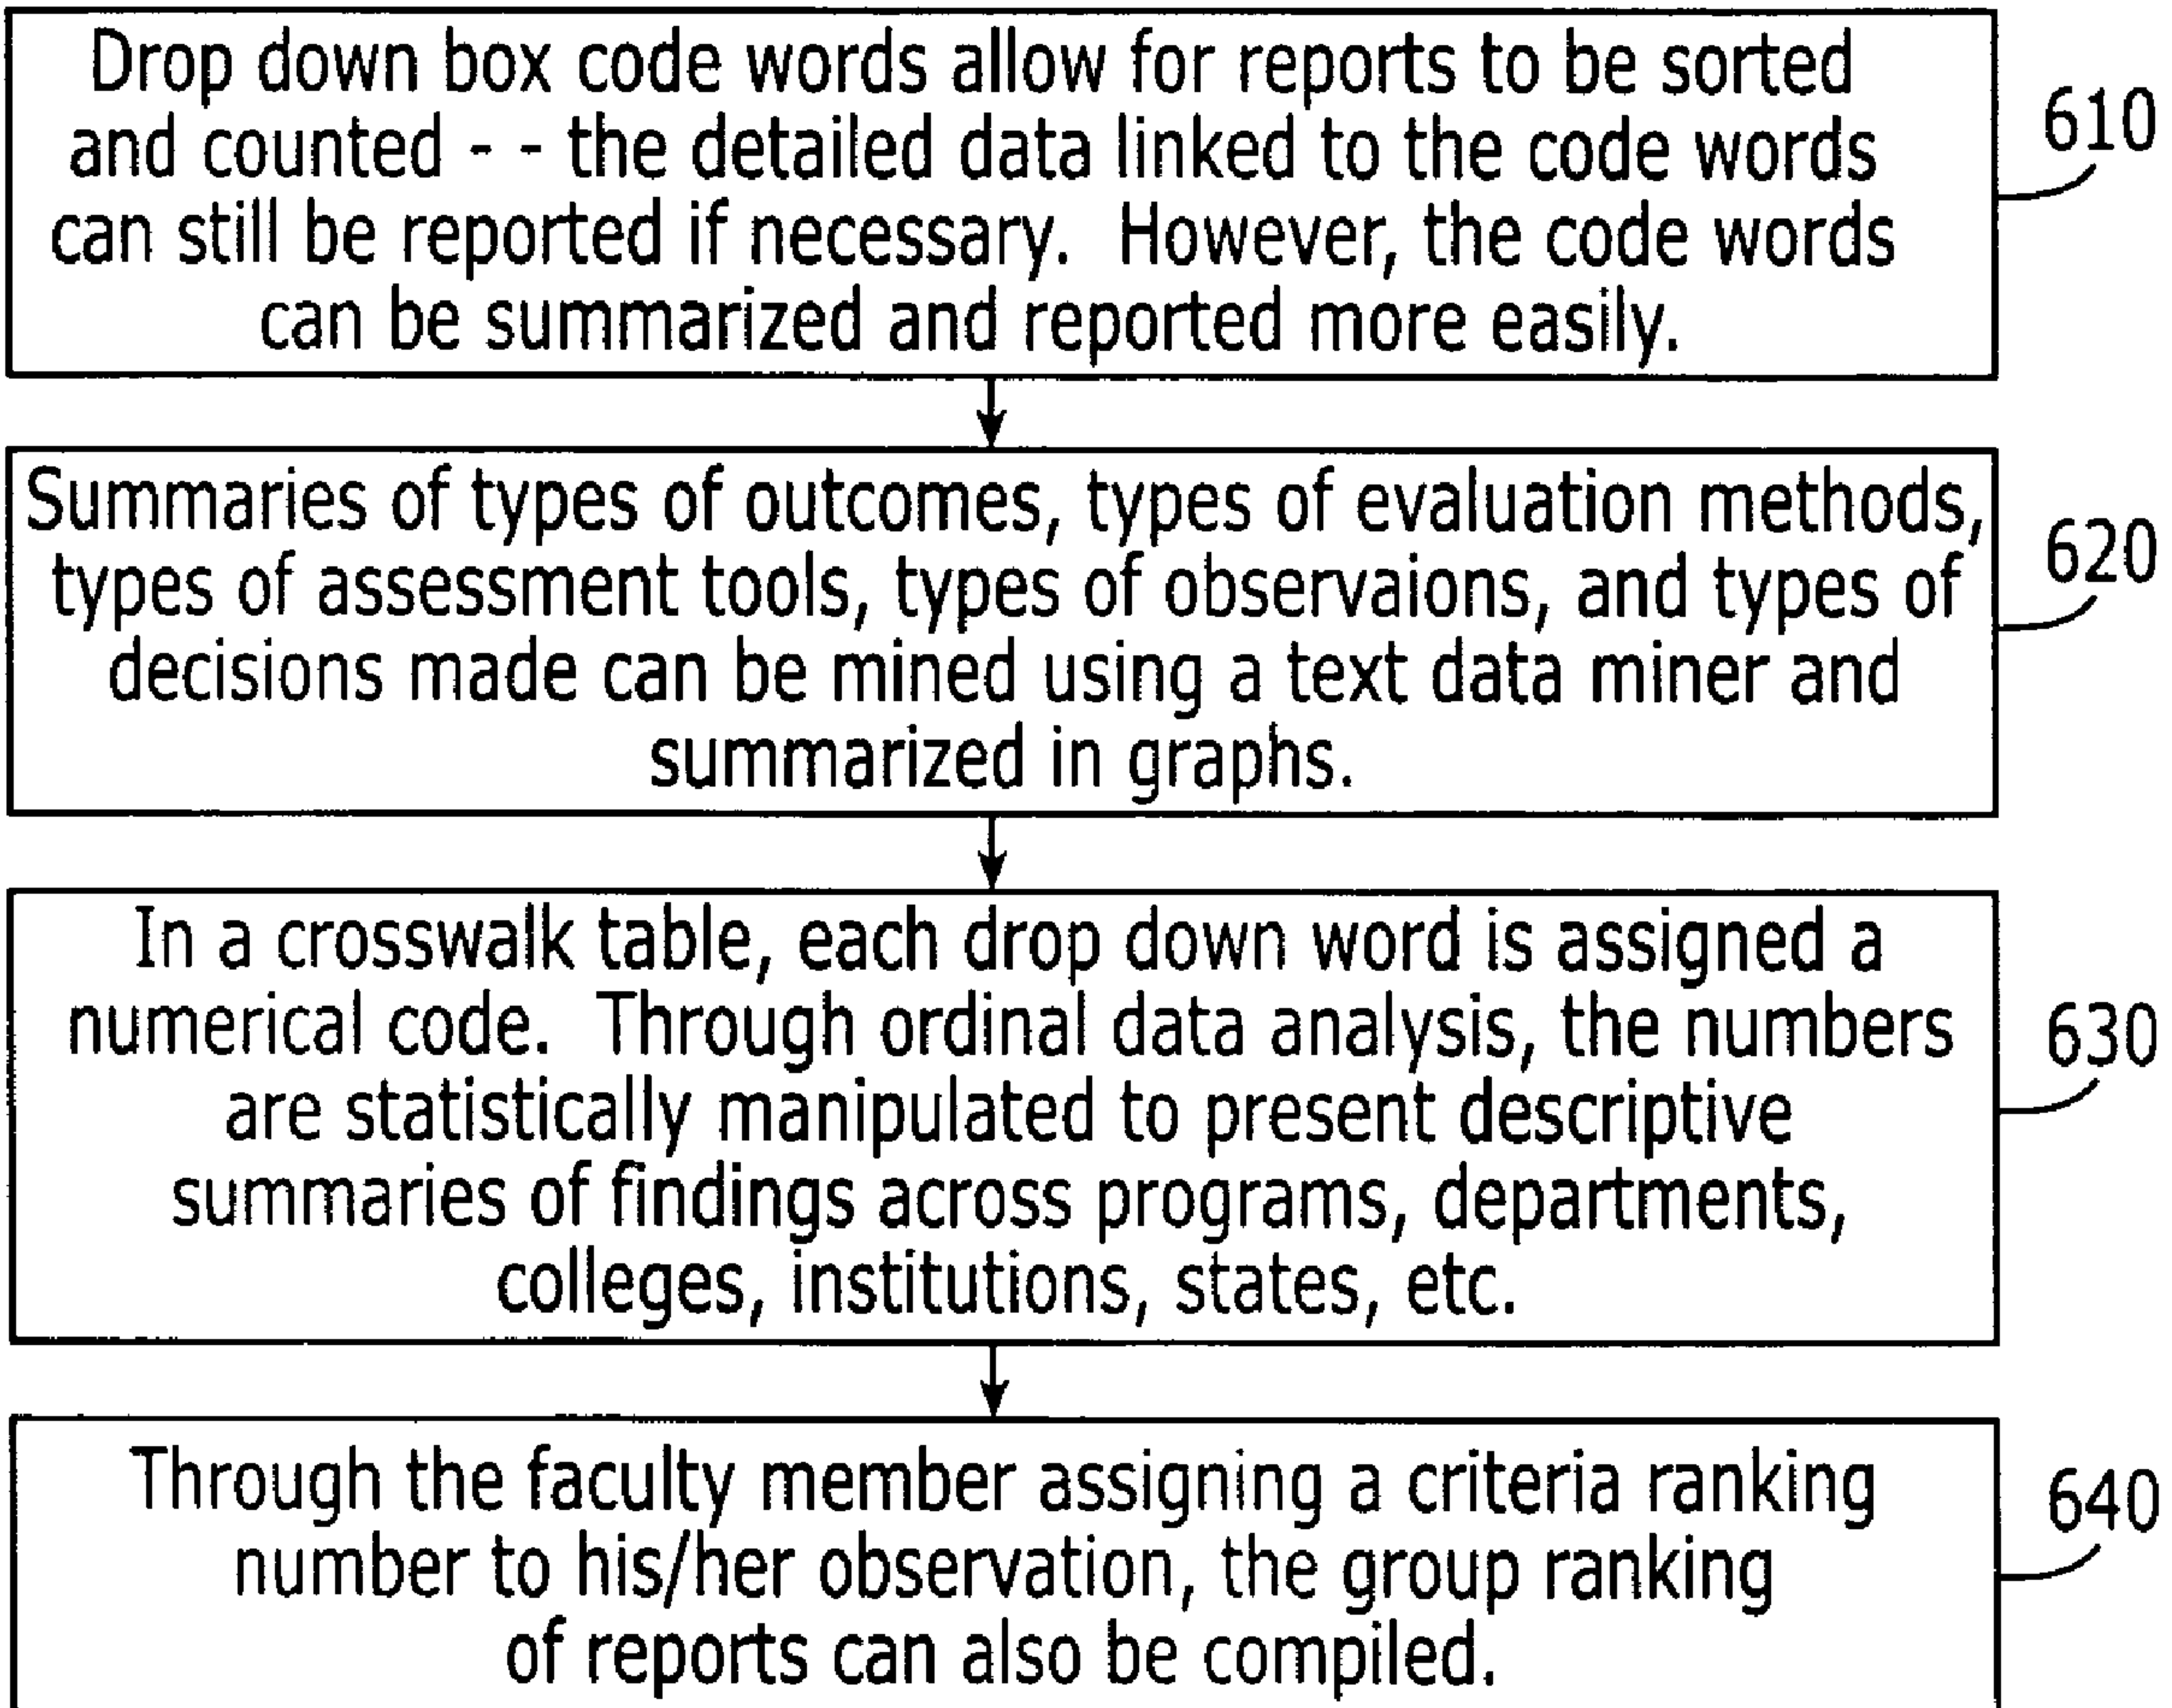 Drop down box code words allow for reports to be sorted
and counted - - the detailed data linked to the code words
can still be reported if necessary. However, the code words
can be summarized and reported more easily.
610
Summaries of types of outcomes, types of evaluation methods,
types of assessment tools, types of observaions, and types of
decisions made can be mined using a text data miner and
summarized in graphs.
620
In a crosswalk table, each drop down word is assigned a
numerical code. Through ordinal data analysis, the numbers
are statistically manipulated to present descriptive
summaries of findings across programs, departments,
colleges, institutions, states, etc.
630
Through the faculty member assigning a criteria ranking
number to his/her observation, the group ranking
of reports can also be compiled.
640